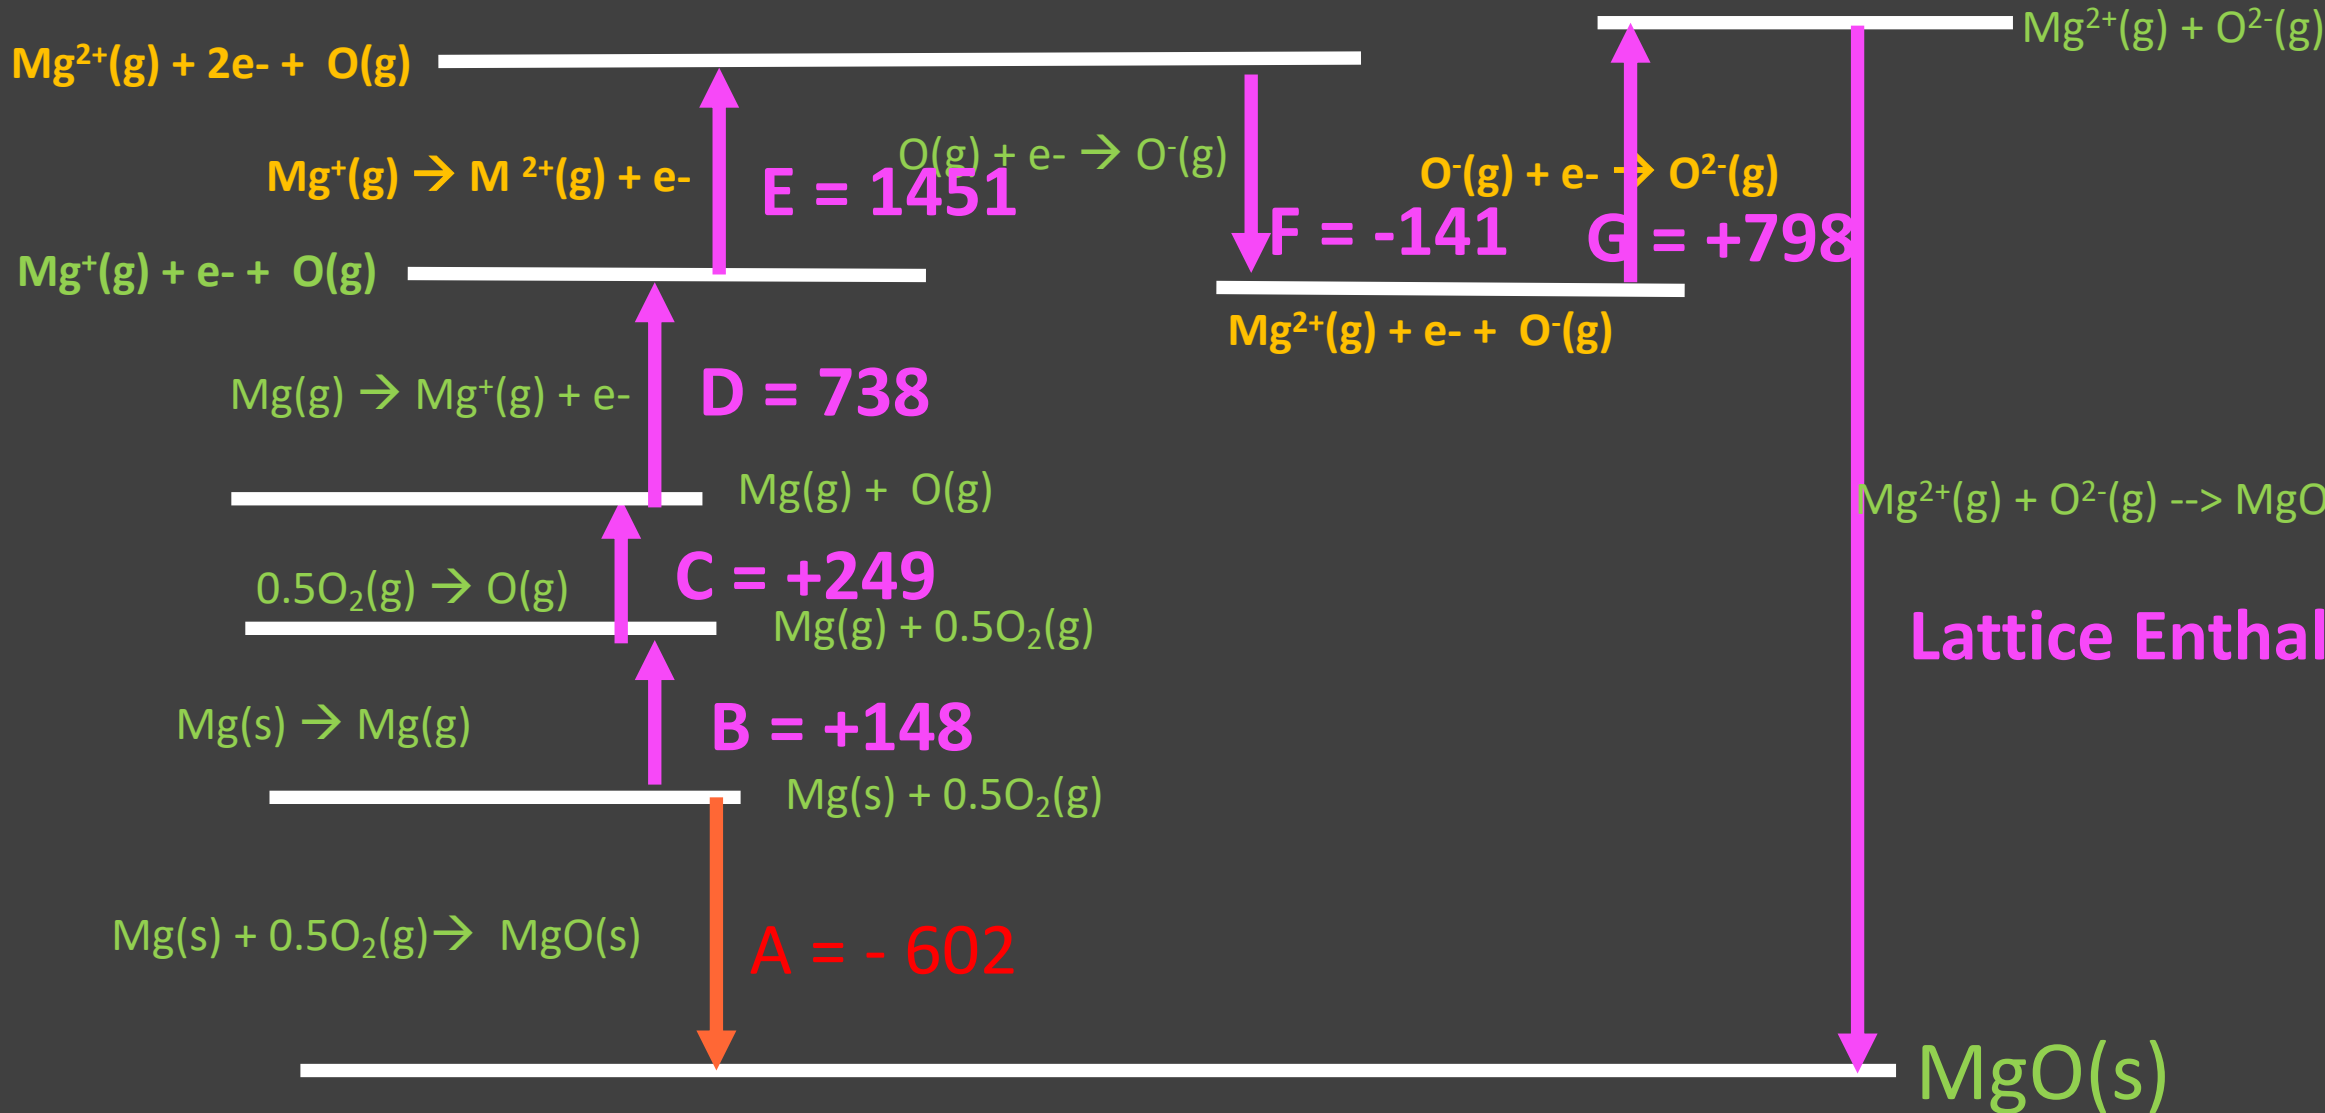 Mg²⁺(g) + O²⁻(g)
Mg²⁺(g) + 2e- + O(g)
O(g) + e- → O⁻(g)
Mg⁺(g) → M ²⁺(g) + e-
E = 1451
O⁻(g) + e- → O²⁻(g)
F = -141
G = +798
Mg⁺(g) + e- + O(g)
Mg²⁺(g) + e- + O⁻(g)
Mg(g) → Mg⁺(g) + e-
D = 738
Mg(g) + O(g)
Mg²⁺(g) + O²⁻(g) --> MgO
0.5O₂(g) → O(g)
C = +249
Mg(g) + 0.5O₂(g)
Lattice Enthal
Mg(s) → Mg(g)
B = +148
Mg(s) + 0.5O₂(g)
Mg(s) + 0.5O₂(g)→ MgO(s)
A = - 602
MgO(s)